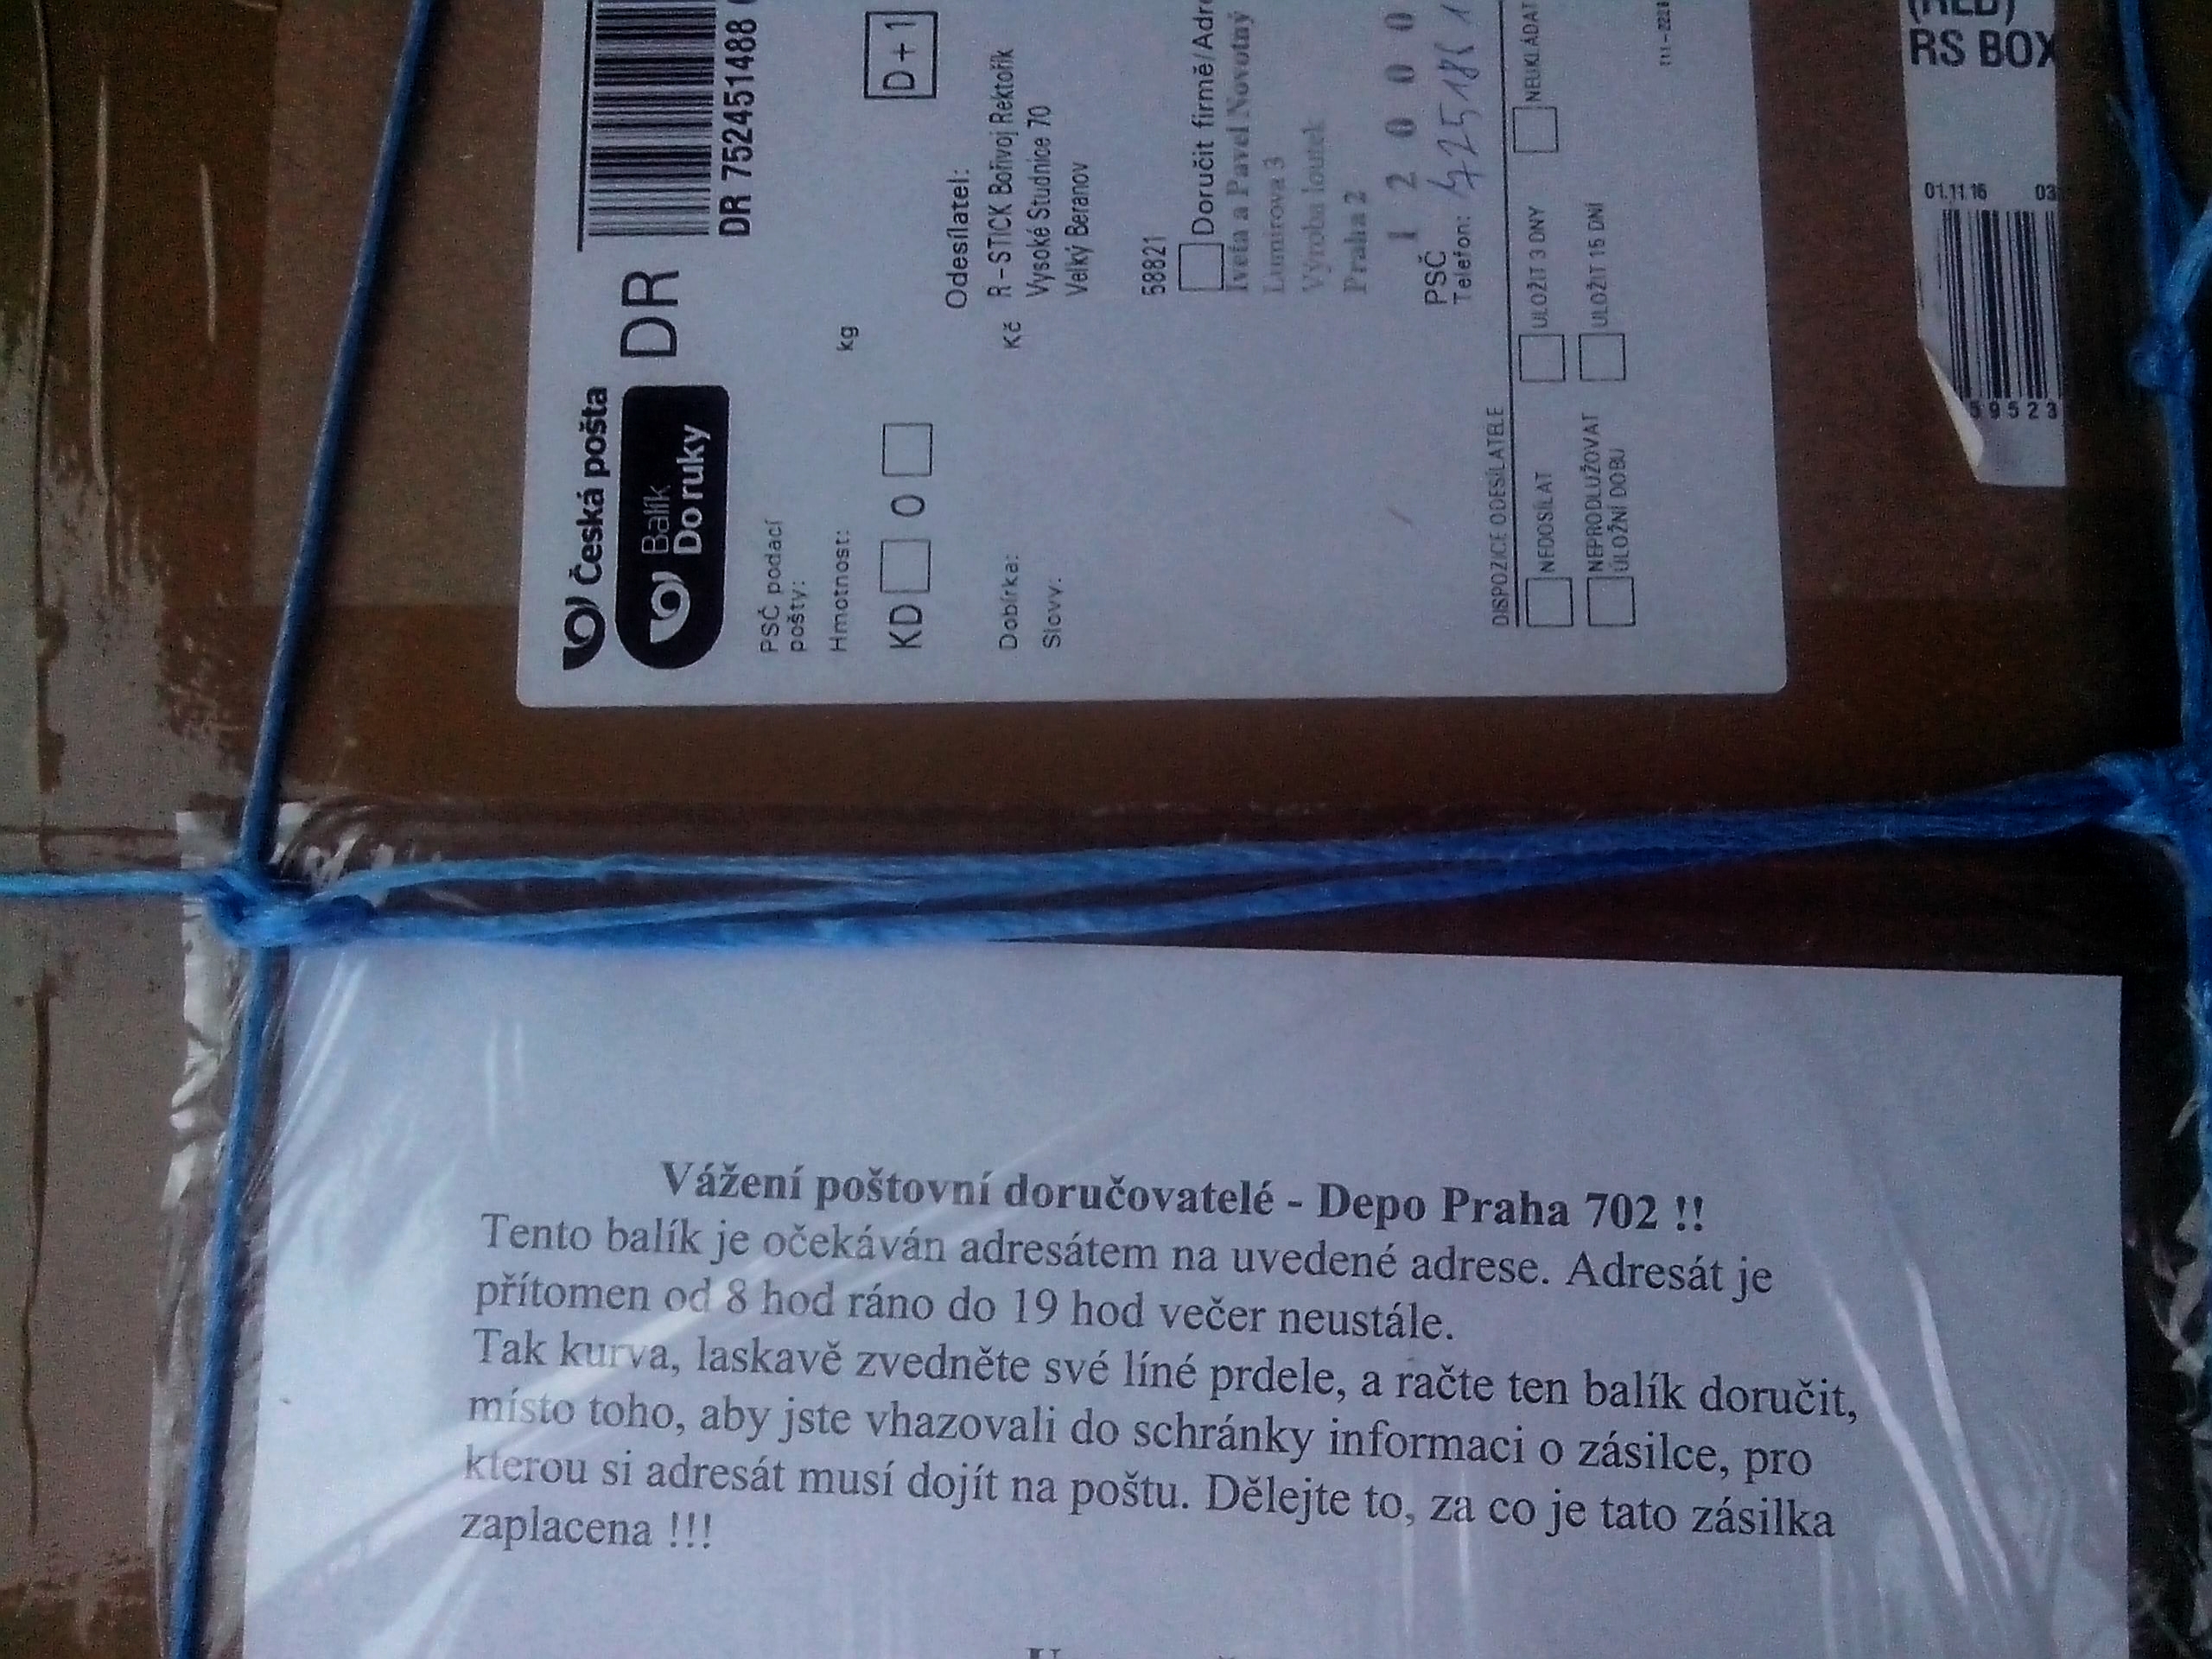 Česká pošta
Balík
Do ruky
DR
DR 752451488
PSČ podací
pošty:
Hmotnost: kg
KD O
D+1
Dobírka: Kč
Slovy:
Odesílatel:
R-STICK Bořivoj Rektořík
Vysoké Studnice 70
Velký Beranov
58821
Doručit firmě/Adre
Iveta a Pavel Novotný
Lumírova 3
Výroba loutek
Praha 2
PSČ 1 2 0 0 0
Telefon:
DISPOZICE ODESÍLATELE
NEDOSÍLAT ULOŽIT 3 DNY NEUKLÁDAT
NEPRODLUŽOVAT ULOŽIT 15 DNÍ
ÚLOŽNÍ DOBU
RS BOX
01.11.16 03
59523
Vážení poštovní doručovatelé - Depo Praha 702 !!
Tento balík je očekáván adresátem na uvedené adrese. Adresát je
přítomen od 8 hod ráno do 19 hod večer neustále.
Tak kurva, laskavě zvedněte své líné prdele, a račte ten balík doručit,
místo toho, aby jste vhazovali do schránky informaci o zásilce, pro
kterou si adresát musí dojít na poštu. Dělejte to, za co je tato zásilka
zaplacena !!!